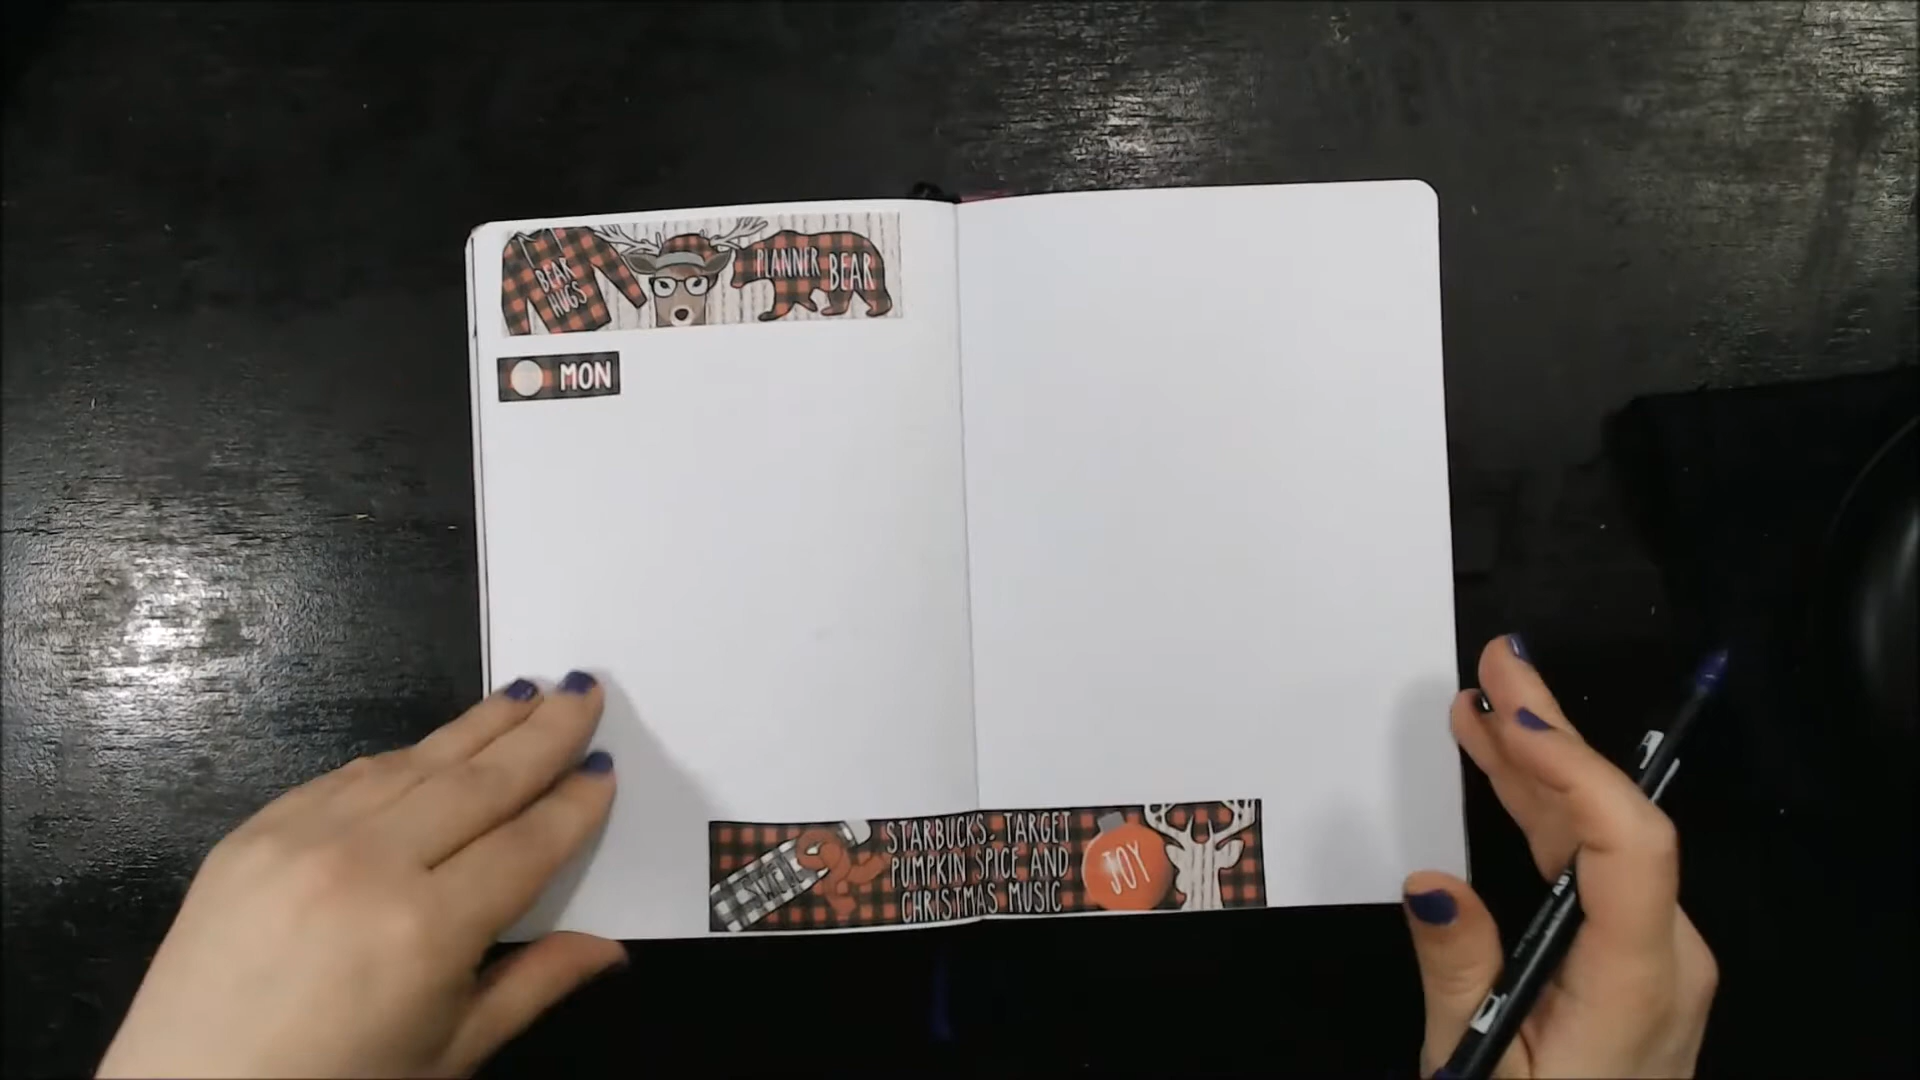 BEAR
HUGS
PLANNER BEAR
MON
STARBUCKS, TARGET
PUMPKIN SPICE AND
CHRISTMAS MUSIC
JOY